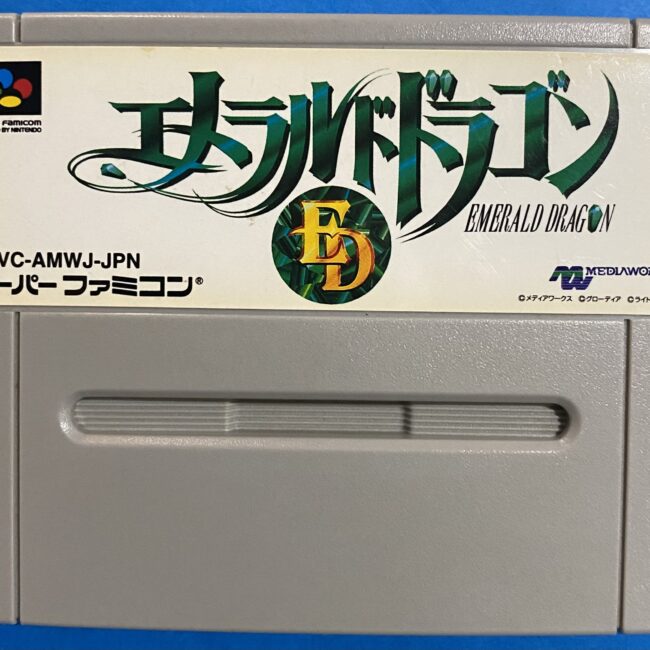 FAMICOM
BY NINTENDO
エメラルドドラゴン
EMERALD DRAGON
ED
VC-AMWJ-JPN
ーパーファミコン®
MW MEDIAWO
©メディアワークス ©グローディア ©ライト